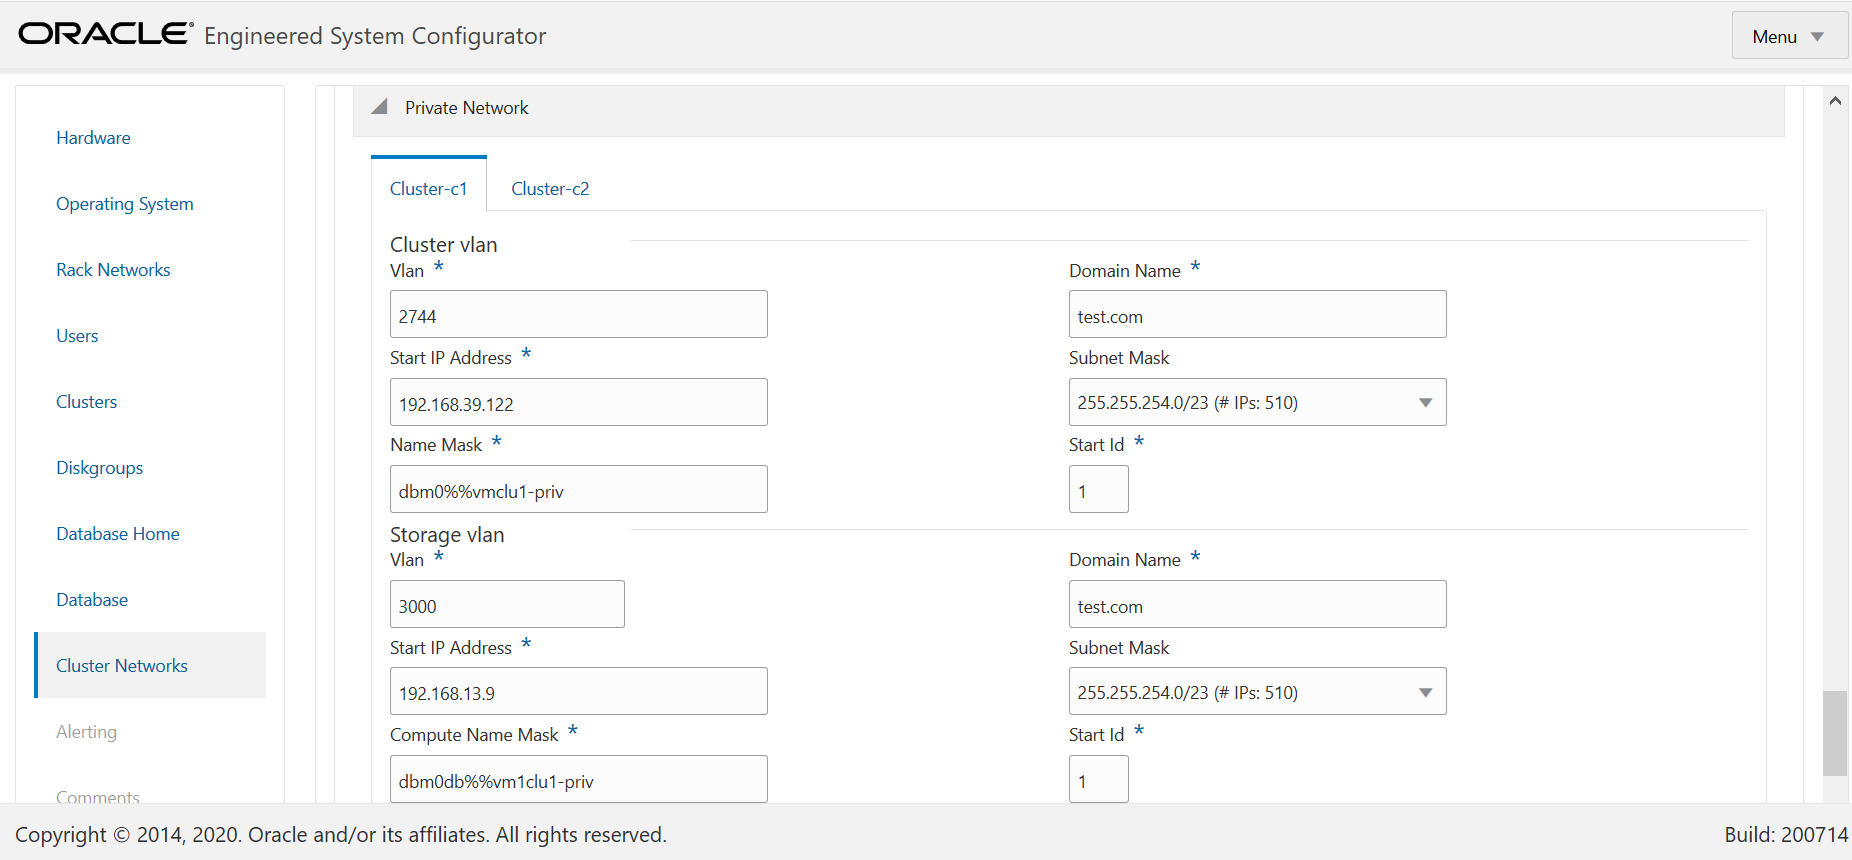 ORACLE® Engineered System Configurator
Menu
Hardware
Operating System
Rack Networks
Users
Clusters
Diskgroups
Database Home
Database
Cluster Networks
Alerting
Comments
Private Network
Cluster-c1 Cluster-c2
Cluster vlan
Vlan * Domain Name *
2744 test.com
Start IP Address * Subnet Mask
192.168.39.122 255.255.254.0/23 (# IPs: 510)
Name Mask * Start Id *
dbm0%%vmclu1-priv 1
Storage vlan
Vlan * Domain Name *
3000 test.com
Start IP Address * Subnet Mask
192.168.13.9 255.255.254.0/23 (# IPs: 510)
Compute Name Mask * Start Id *
dbm0db%%vm1clu1-priv 1
Copyright © 2014, 2020. Oracle and/or its affiliates. All rights reserved. Build: 200714